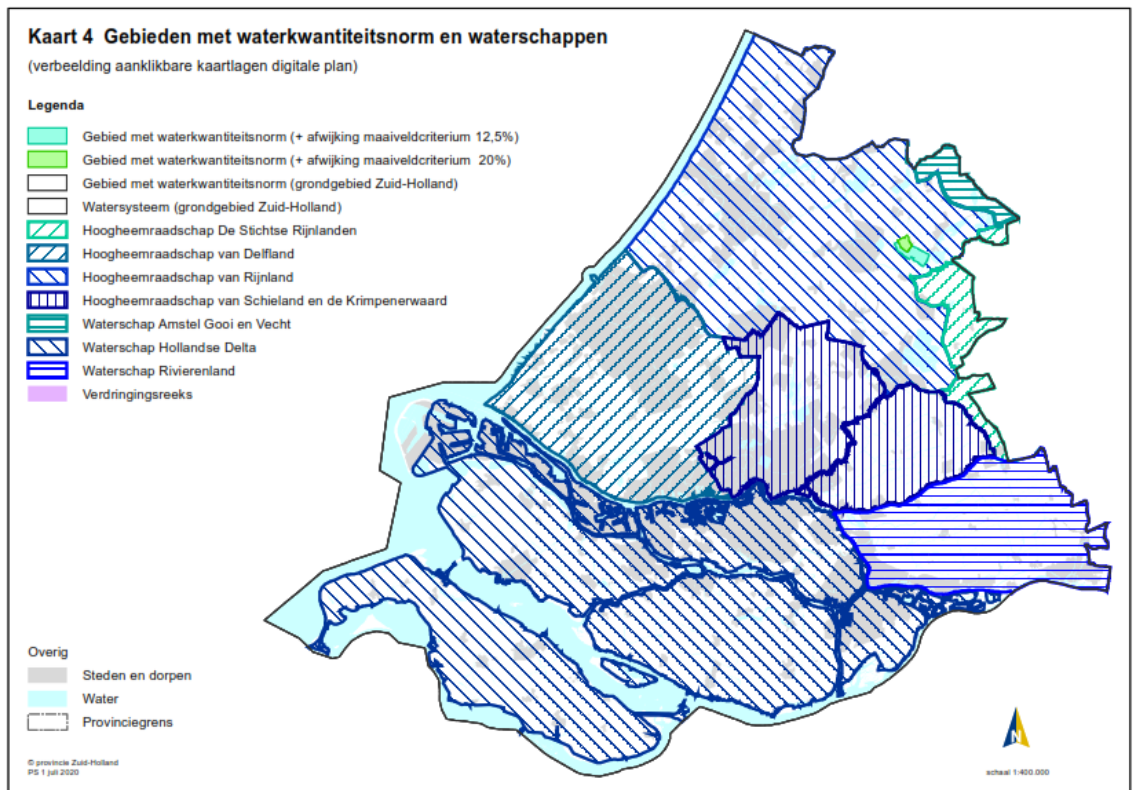 Kaart 4  Gebieden met waterkwantiteitsnorm en waterschappen
(verbeelding aanklikbare kaartlagen digitale plan)
Legenda
Gebied met waterkwantiteitsnorm (+ afwijking maaiveldcriterium 12,5%)
Gebied met waterkwantiteitsnorm (+ afwijking maaiveldcriterium  20%)
Gebied met waterkwantiteitsnorm (grondgebied Zuid-Holland)
Watersysteem (grondgebied Zuid-Holland)
Hoogheemraadschap De Stichtse Rijnlanden
Hoogheemraadschap van Delfland
Hoogheemraadschap van Rijnland
Hoogheemraadschap van Schieland en de Krimpenerwaard
Waterschap Amstel Gooi en Vecht
Waterschap Hollandse Delta
Waterschap Rivierenland
Verdringingsreeks
Overig
Steden en dorpen
Water
Provinciegrens
© provincie Zuid-Holland
PS 1 juli 2020
N
schaal 1:400.000